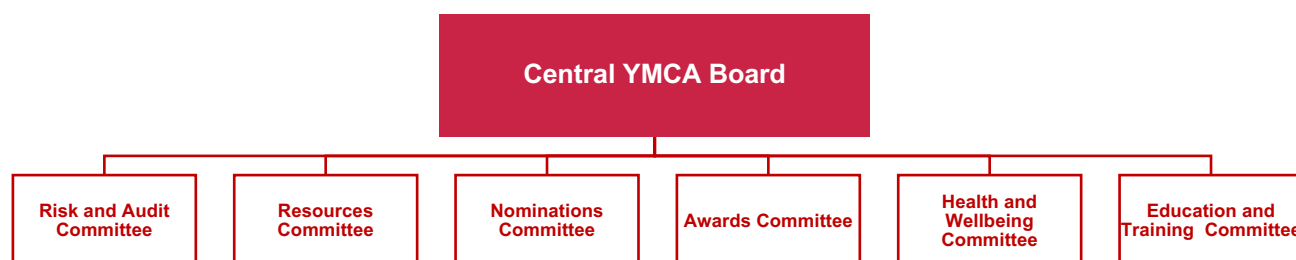 Central YMCA Board
Risk and Audit
Committee
Resources
Committee
Nominations
Committee
Awards Committee
Health and
Wellbeing
Committee
Education and
Training Committee